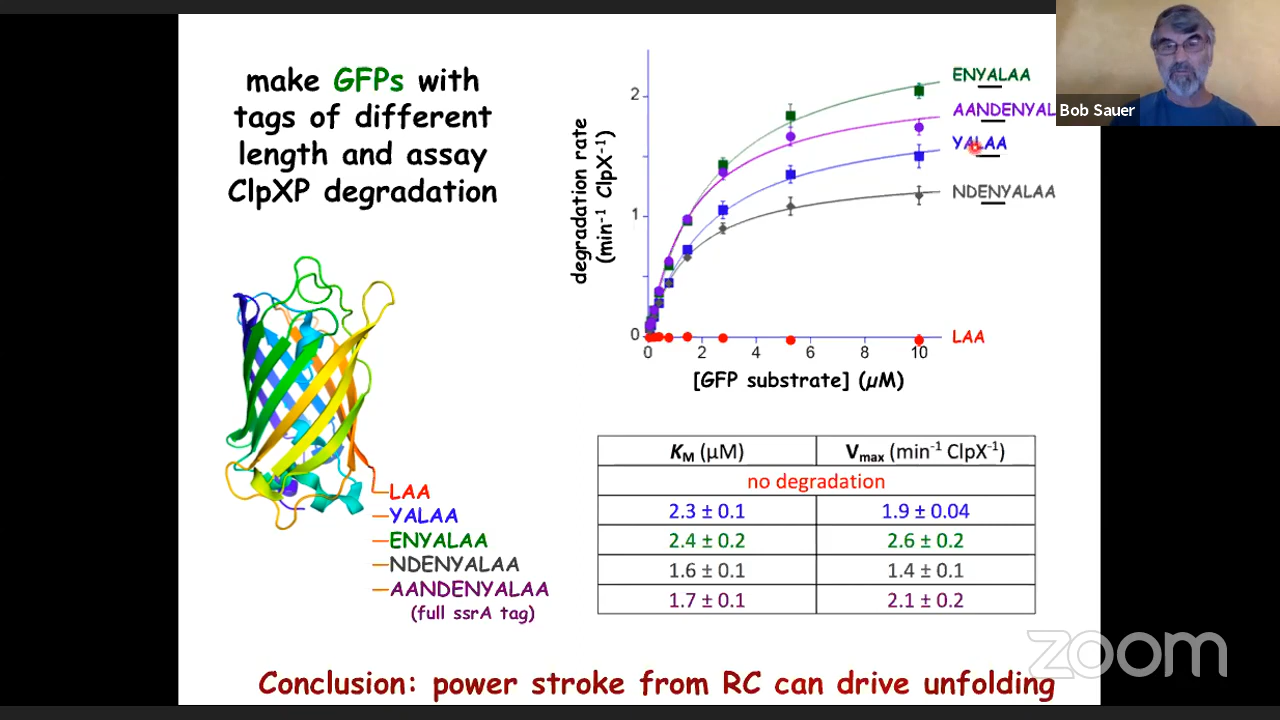 make GFPs with
tags of different
length and assay
ClpXP degradation
degradation rate
(min⁻¹ ClpX⁻¹)
2
1
0
0 2 4 6 8 10
[GFP substrate] (µM)
ENYALAA
AANDENYAL
YALAA
NDENYALAA
LAA
Bob Sauer
LAA
YALAA
ENYALAA
NDENYALAA
AANDENYALAA
(full ssrA tag)
K_M (µM) V_max (min⁻¹ ClpX⁻¹)
no degradation
2.3 ± 0.1 1.9 ± 0.04
2.4 ± 0.2 2.6 ± 0.2
1.6 ± 0.1 1.4 ± 0.1
1.7 ± 0.1 2.1 ± 0.2
zoom
Conclusion: power stroke from RC can drive unfolding